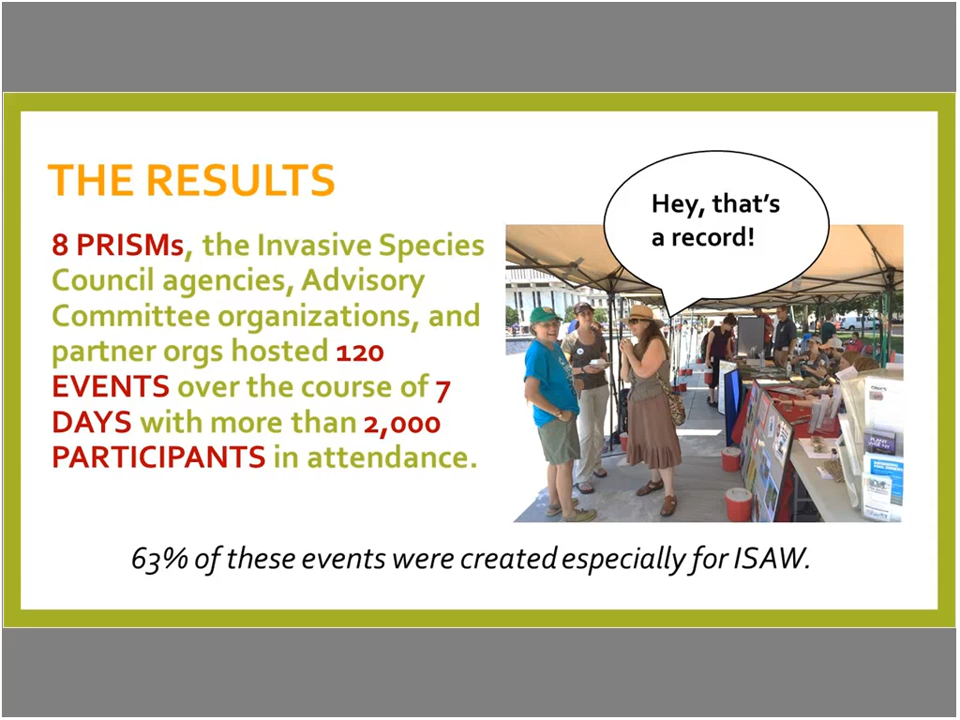 THE RESULTS
8 PRISMs, the Invasive Species
Council agencies, Advisory
Committee organizations, and
partner orgs hosted 120
EVENTS over the course of 7
DAYS with more than 2,000
PARTICIPANTS in attendance.
Hey, that's
a record!
63% of these events were created especially for ISAW.